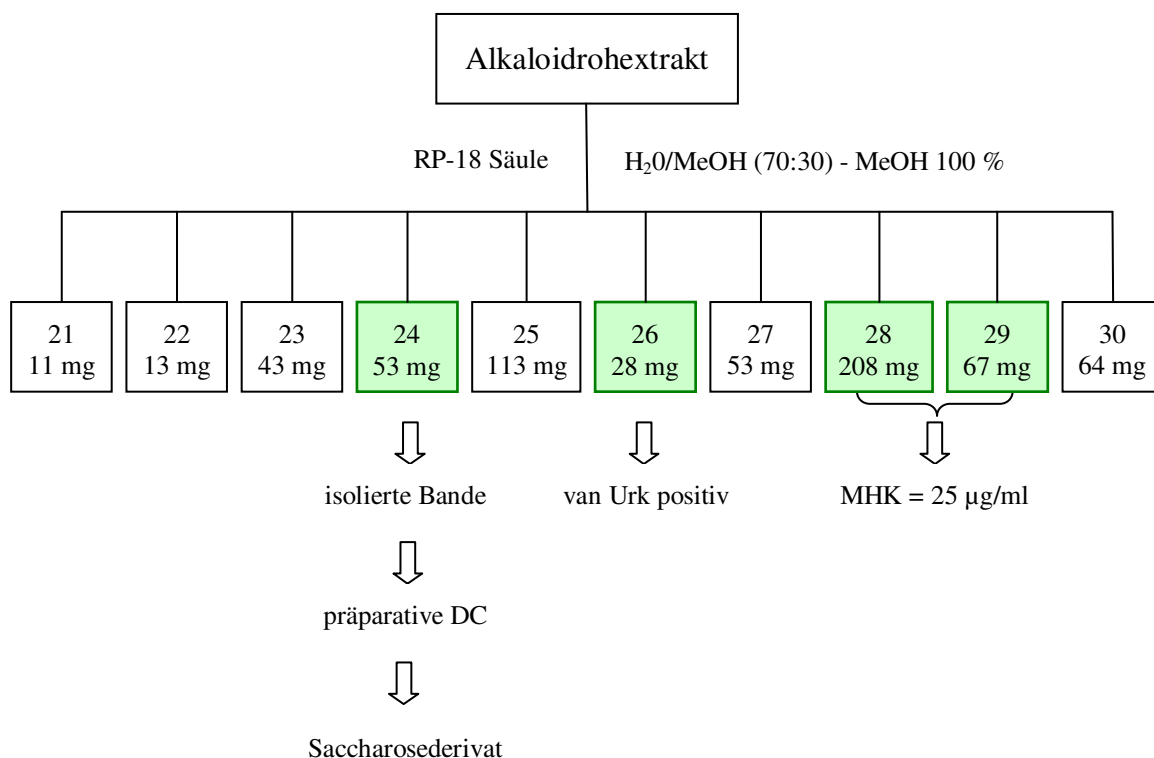 Alkaloidrohextrakt
RP-18 Säule
H₂0/MeOH (70:30) - MeOH 100 %
21
11 mg
22
13 mg
23
43 mg
24
53 mg
25
113 mg
26
28 mg
27
53 mg
28
208 mg
29
67 mg
30
64 mg
isolierte Bande
van Urk positiv
MHK = 25 µg/ml
präparative DC
Saccharosederivat